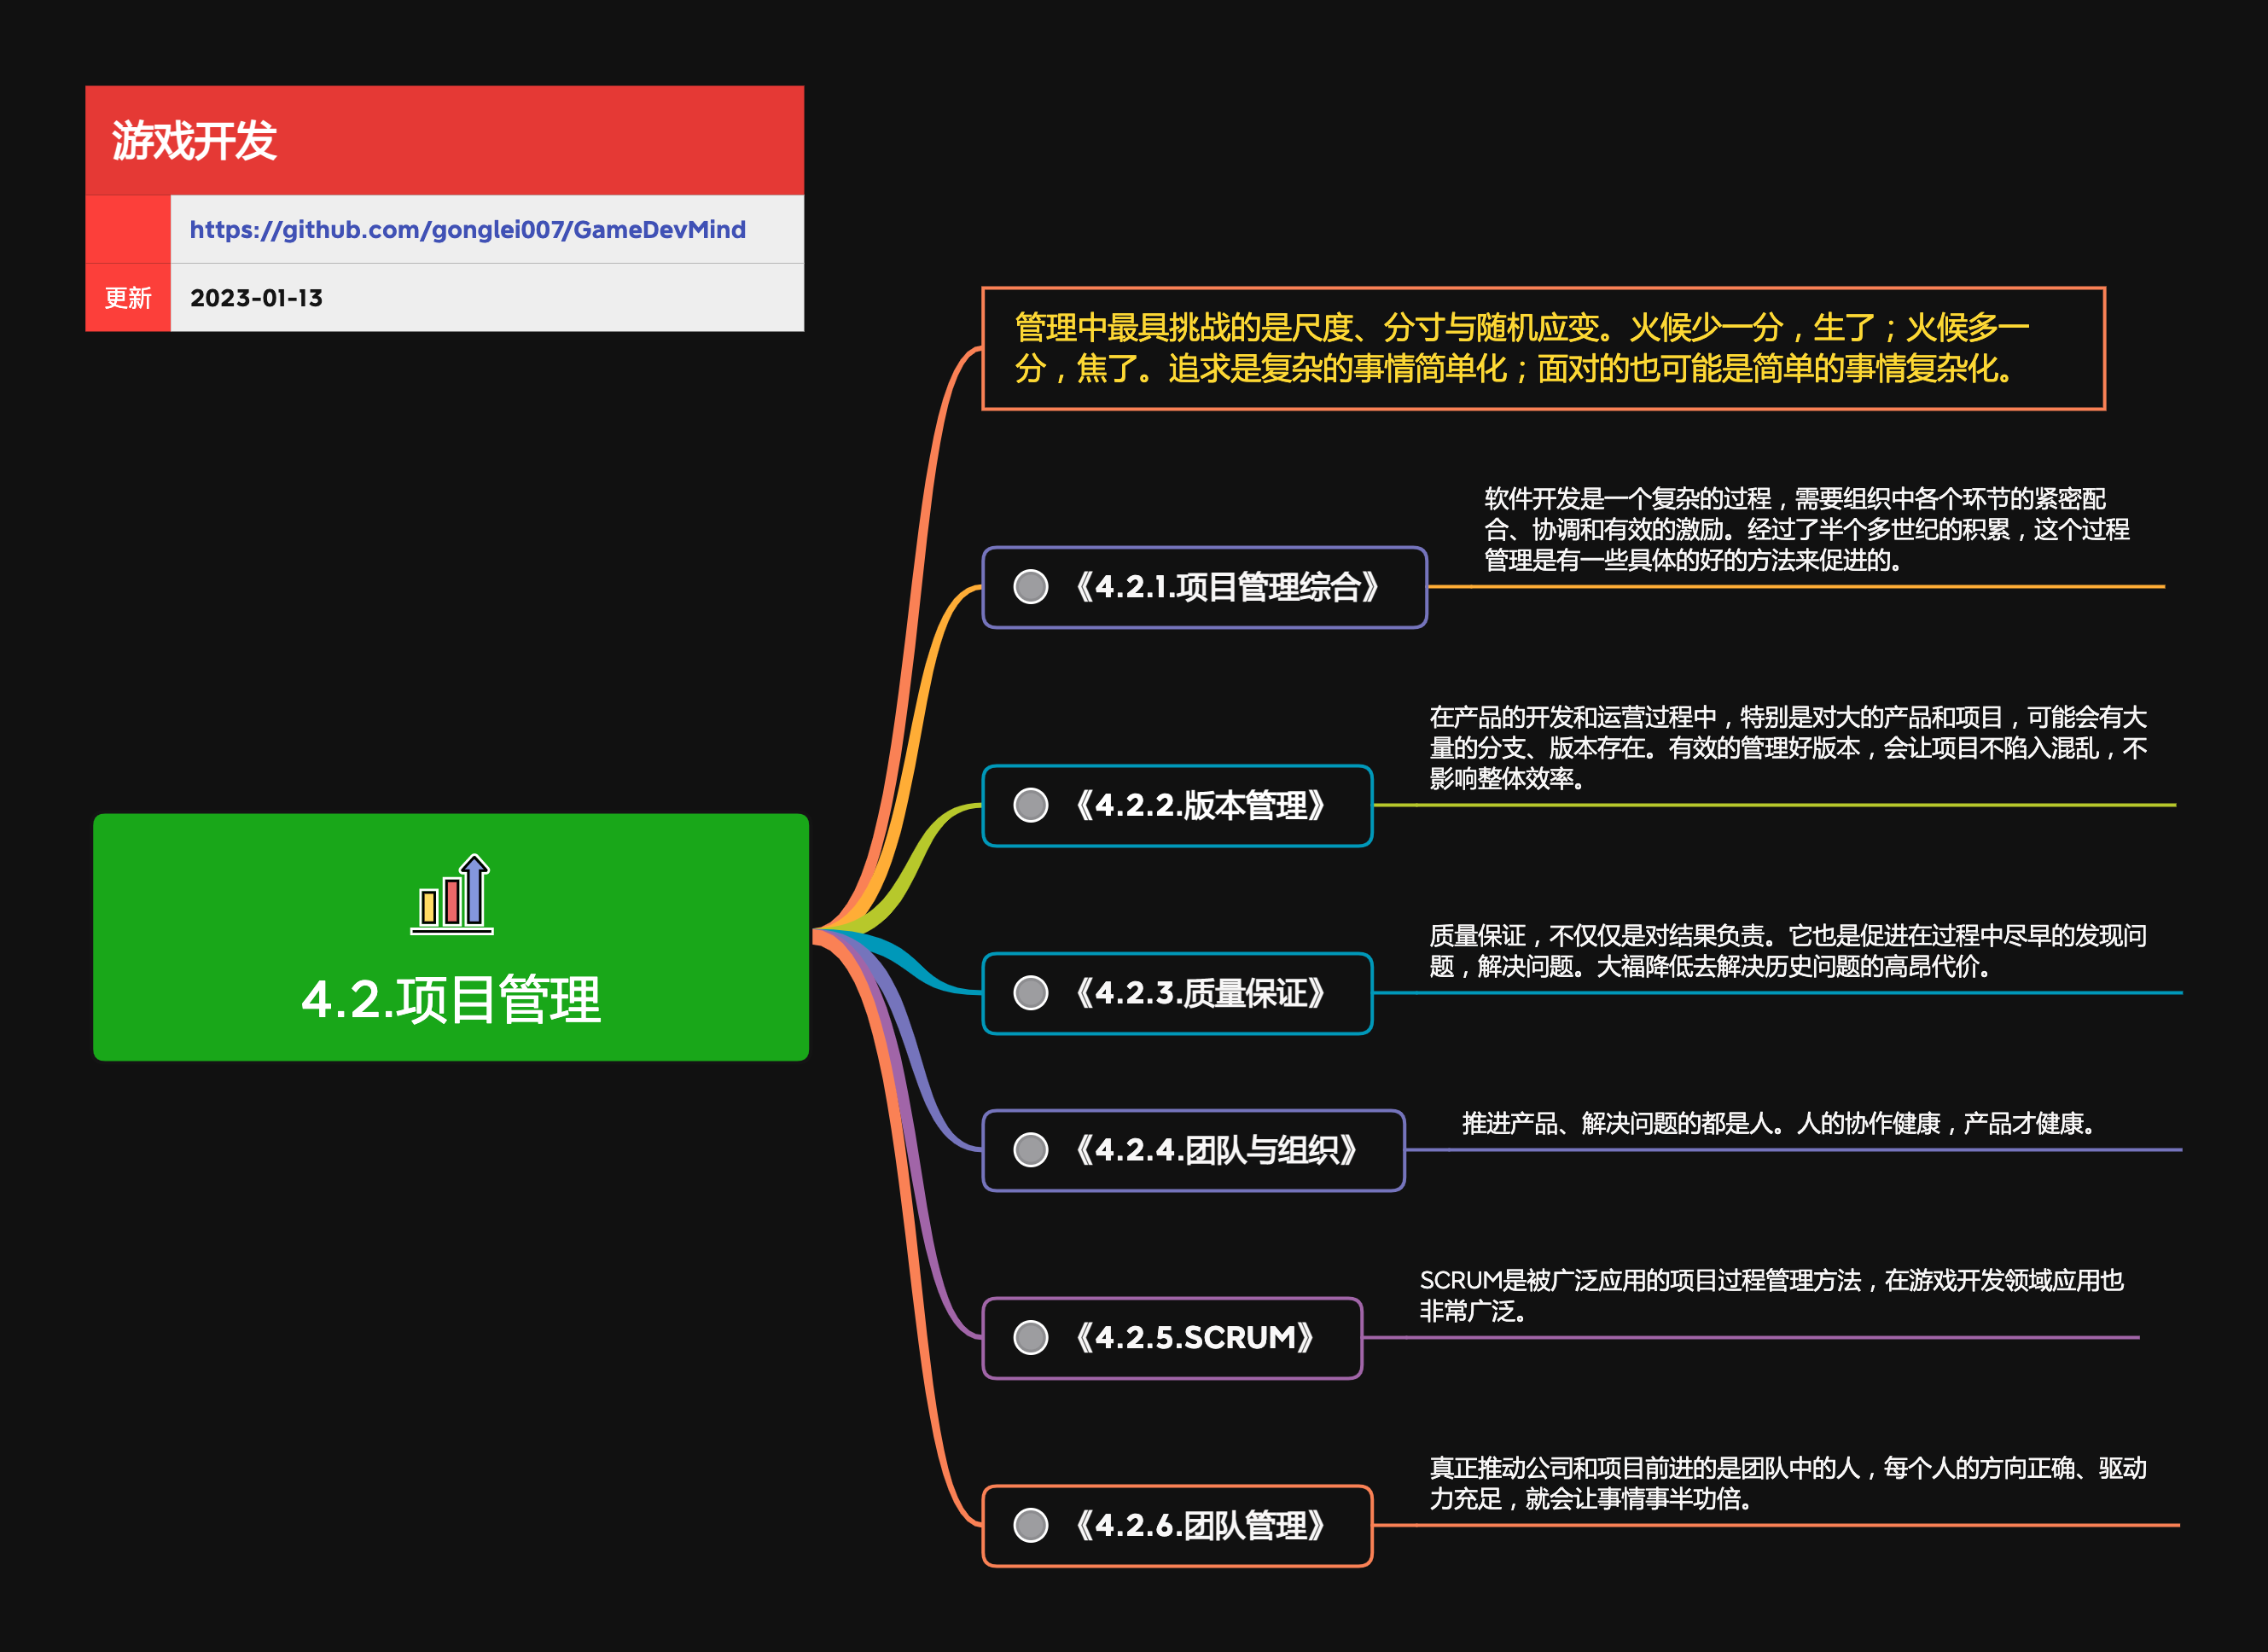 游戏开发
https://github.com/gonglei007/GameDevMind
更新 2023-01-13
管理中最具挑战的是尺度、分寸与随机应变。火候少一分，生了；火候多一
分，焦了。追求是复杂的事情简单化；面对的也可能是简单的事情复杂化。
软件开发是一个复杂的过程，需要组织中各个环节的紧密配
合、协调和有效的激励。经过了半个多世纪的积累，这个过程
管理是有一些具体的好的方法来促进的。
《4.2.1.项目管理综合》
在产品的开发和运营过程中，特别是对大的产品和项目，可能会有大
量的分支、版本存在。有效的管理好版本，会让项目不陷入混乱，不
影响整体效率。
《4.2.2.版本管理》
质量保证，不仅仅是对结果负责。它也是促进在过程中尽早的发现问
题，解决问题。大福降低去解决历史问题的高昂代价。
《4.2.3.质量保证》
4.2.项目管理
推进产品、解决问题的都是人。人的协作健康，产品才健康。
《4.2.4.团队与组织》
SCRUM是被广泛应用的项目过程管理方法，在游戏开发领域应用也
非常广泛。
《4.2.5.SCRUM》
真正推动公司和项目前进的是团队中的人，每个人的方向正确、驱动
力充足，就会让事情事半功倍。
《4.2.6.团队管理》